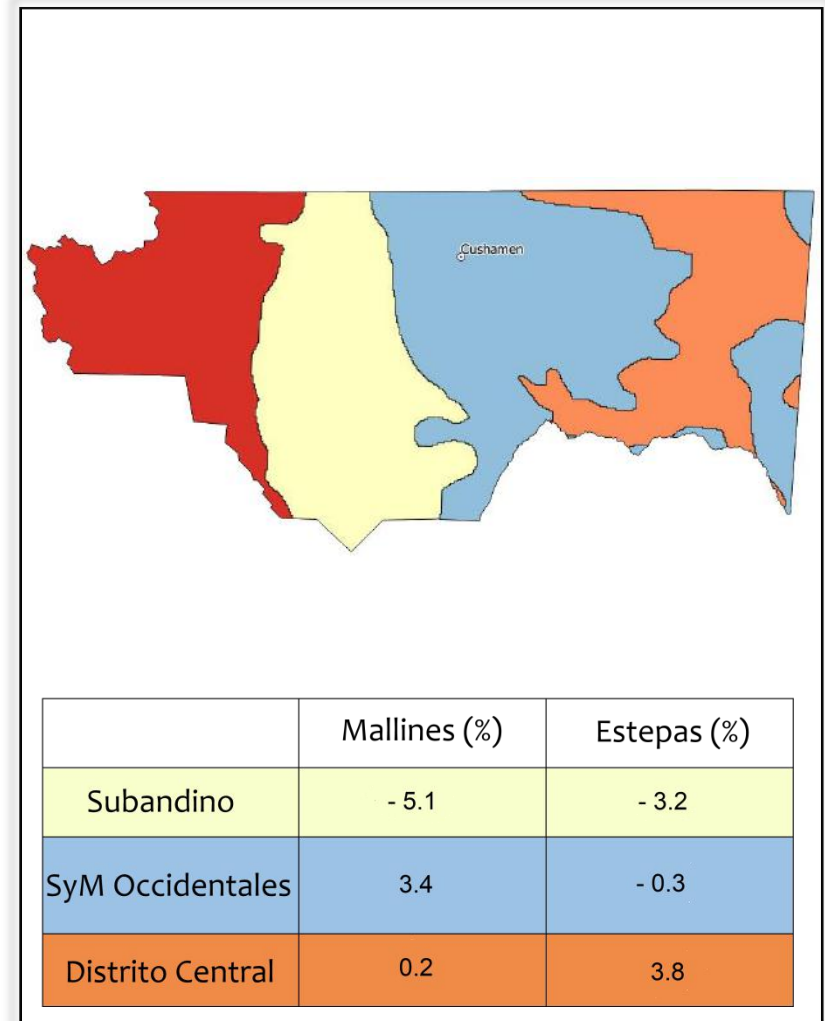 Cushamen
Mallines (%) Estepas (%)
Subandino - 5.1 - 3.2
SyM Occidentales 3.4 - 0.3
Distrito Central 0.2 3.8